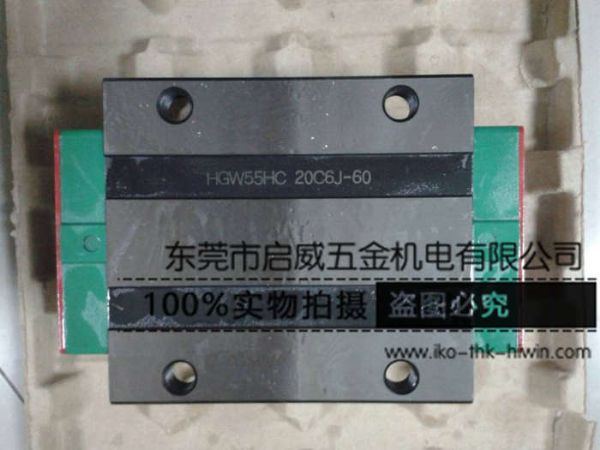 HGW55HC 20C6J-60
东莞市启威五金机电有限公司
100%实物拍摄 盗图必究
www.iko-thk-hiwin.com